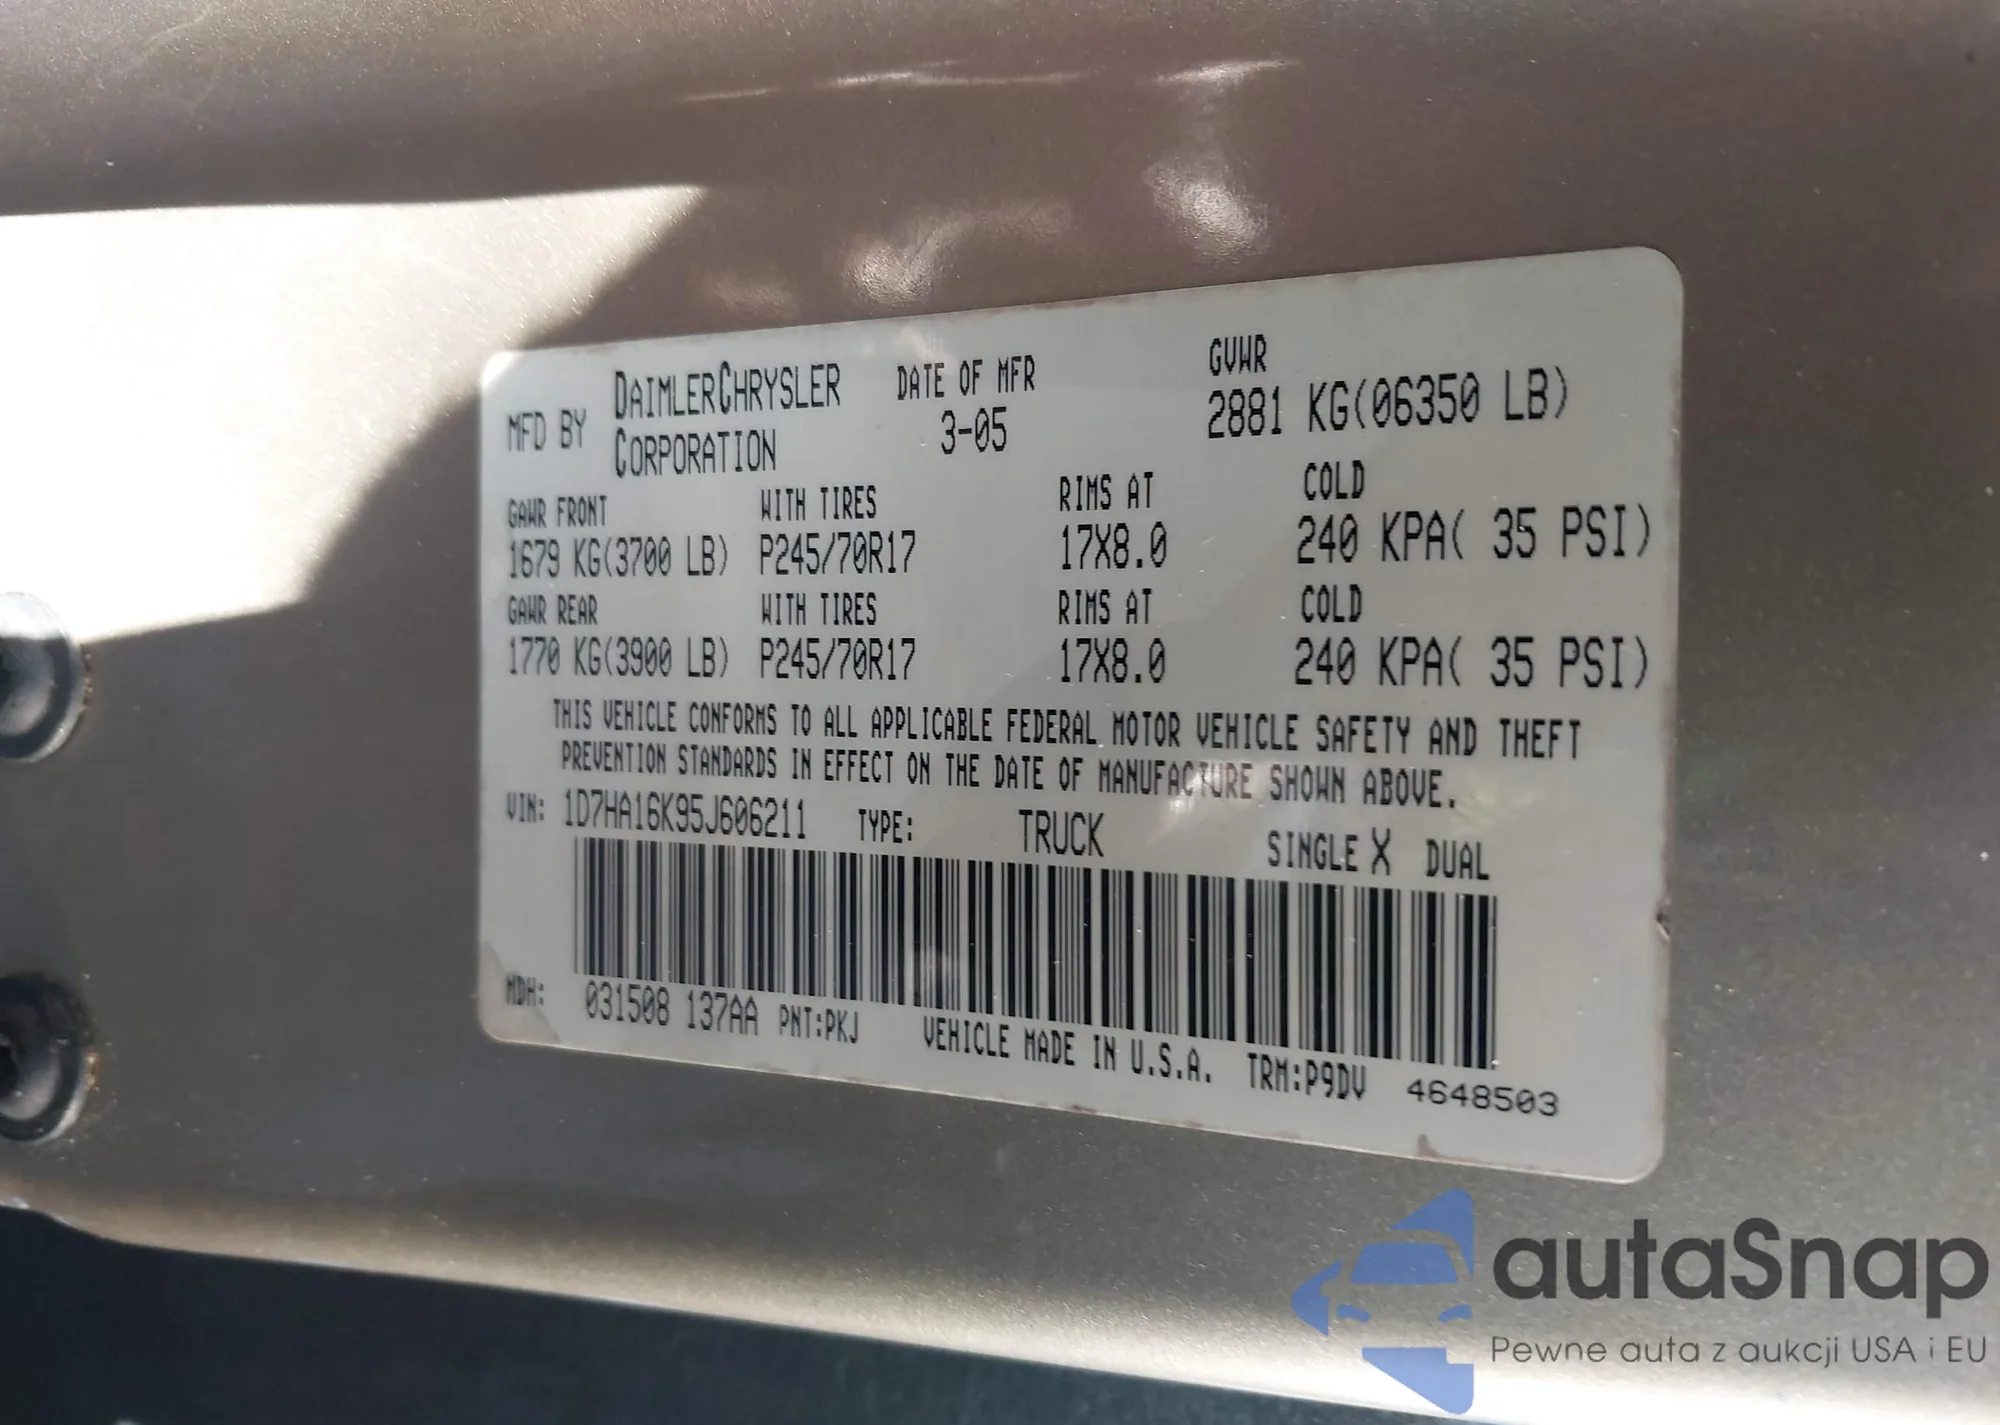 MFD BY DAIMLERCHRYSLER CORPORATION DATE OF MFR 3-05 GVWR 2881 KG(06350 LB)
GAWR FRONT WITH TIRES RIMS AT COLD
1679 KG(3700 LB) P245/70R17 17X8.0 240 KPA( 35 PSI)
GAWR REAR WITH TIRES RIMS AT COLD
1770 KG(3900 LB) P245/70R17 17X8.0 240 KPA( 35 PSI)
THIS VEHICLE CONFORMS TO ALL APPLICABLE FEDERAL MOTOR VEHICLE SAFETY AND THEFT
PREVENTION STANDARDS IN EFFECT ON THE DATE OF MANUFACTURE SHOWN ABOVE.
VIN: 1D7HA16K95J606211 TYPE: TRUCK SINGLE X DUAL
MDH: 031508 137AA PNT:PKJ VEHICLE MADE IN U.S.A. TRM:P9DV 4648503
autaSnap
Pewne auta z aukcji USA i EU